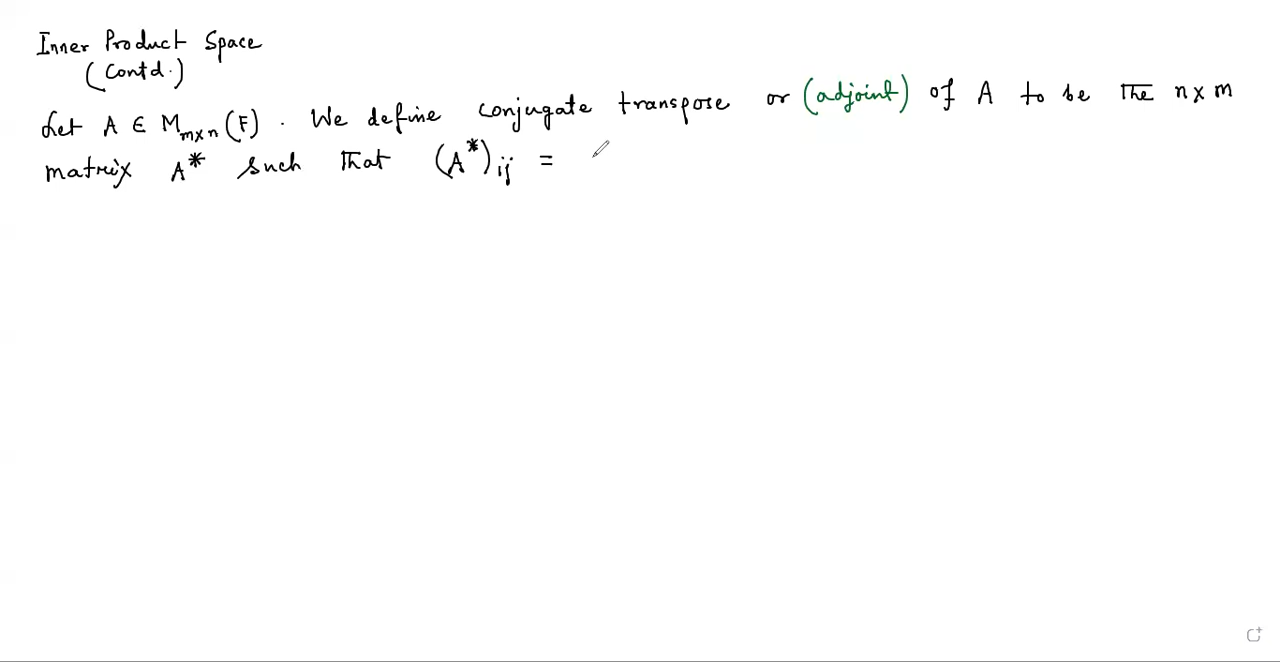 Inner Product Space
(Contd.)
Let A ∈ M_{m×n}(F). We define conjugate transpose or (adjoint) of A to be the n×m
matrix A* such that (A*)_{ij} =